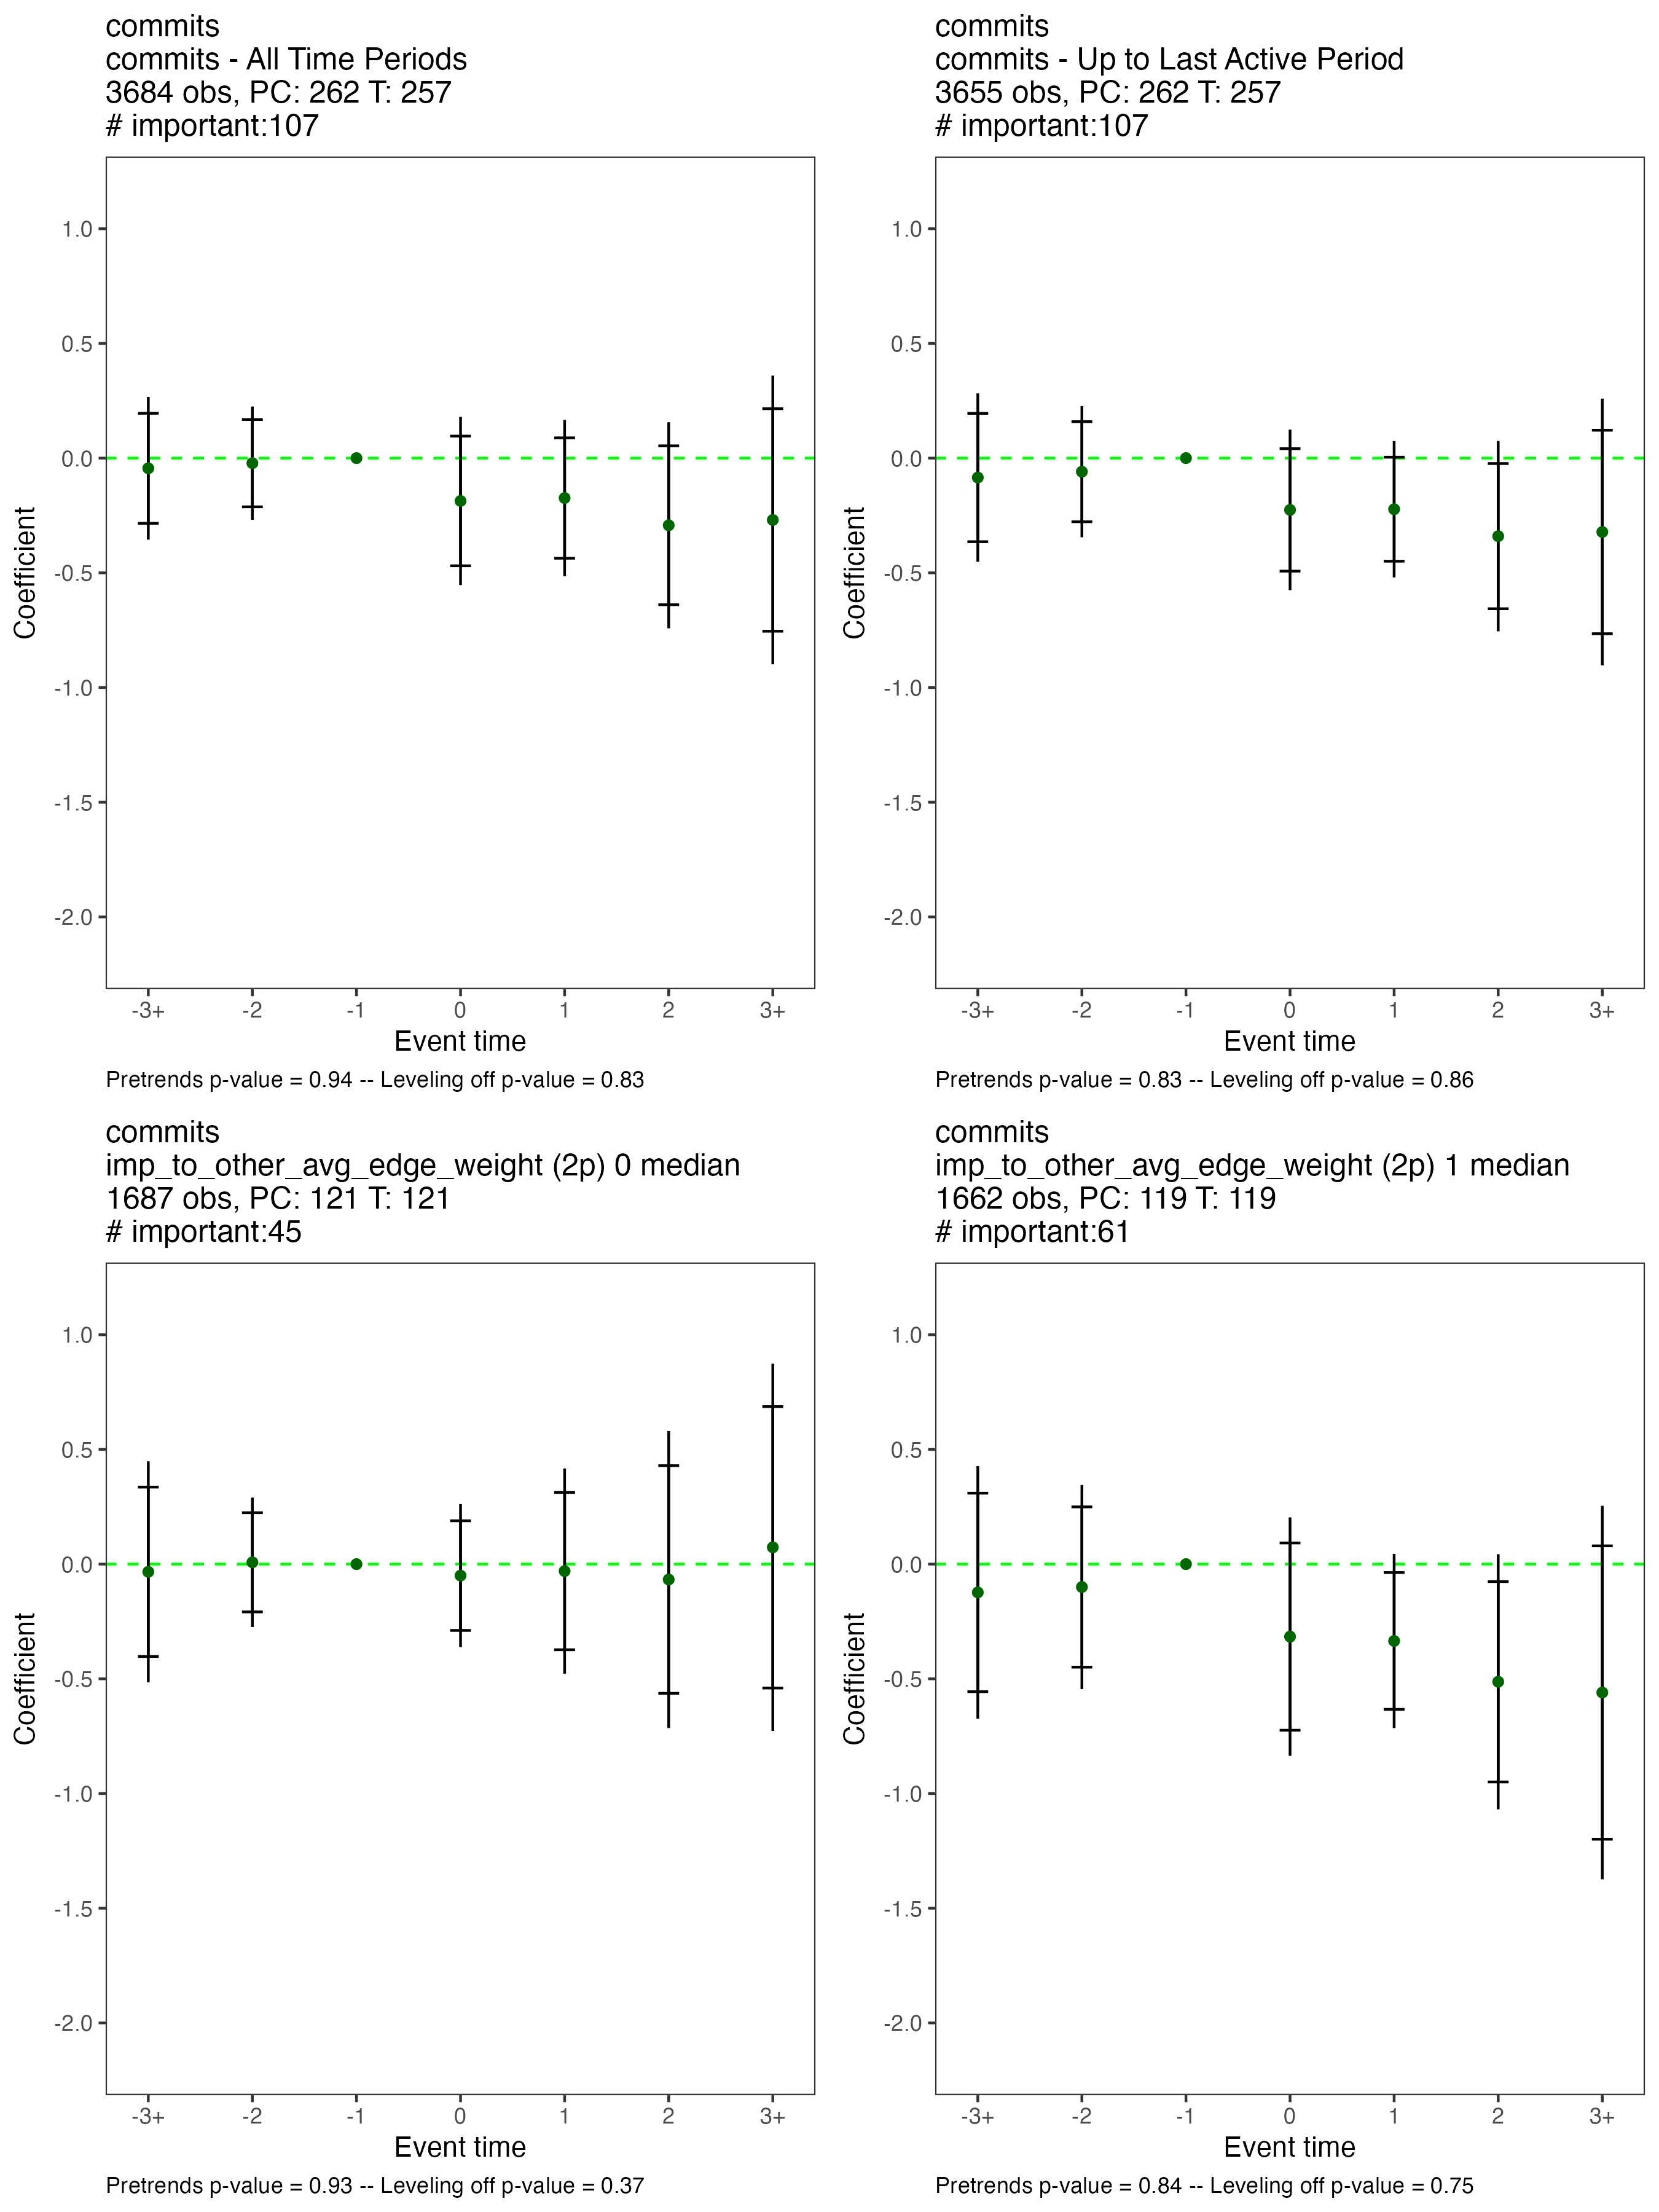 commits
commits - All Time Periods
3684 obs, PC: 262 T: 257
# important:107
1.0
0.5
0.0
-0.5
-1.0
-1.5
-2.0
Coefficient
-3+ -2 -1 0 1 2 3+
Event time
Pretrends p-value = 0.94 -- Leveling off p-value = 0.83
commits
commits - Up to Last Active Period
3655 obs, PC: 262 T: 257
# important:107
1.0
0.5
0.0
-0.5
-1.0
-1.5
-2.0
Coefficient
-3+ -2 -1 0 1 2 3+
Event time
Pretrends p-value = 0.83 -- Leveling off p-value = 0.86
commits
imp_to_other_avg_edge_weight (2p) 0 median
1687 obs, PC: 121 T: 121
# important:45
1.0
0.5
0.0
-0.5
-1.0
-1.5
-2.0
Coefficient
-3+ -2 -1 0 1 2 3+
Event time
Pretrends p-value = 0.93 -- Leveling off p-value = 0.37
commits
imp_to_other_avg_edge_weight (2p) 1 median
1662 obs, PC: 119 T: 119
# important:61
1.0
0.5
0.0
-0.5
-1.0
-1.5
-2.0
Coefficient
-3+ -2 -1 0 1 2 3+
Event time
Pretrends p-value = 0.84 -- Leveling off p-value = 0.75